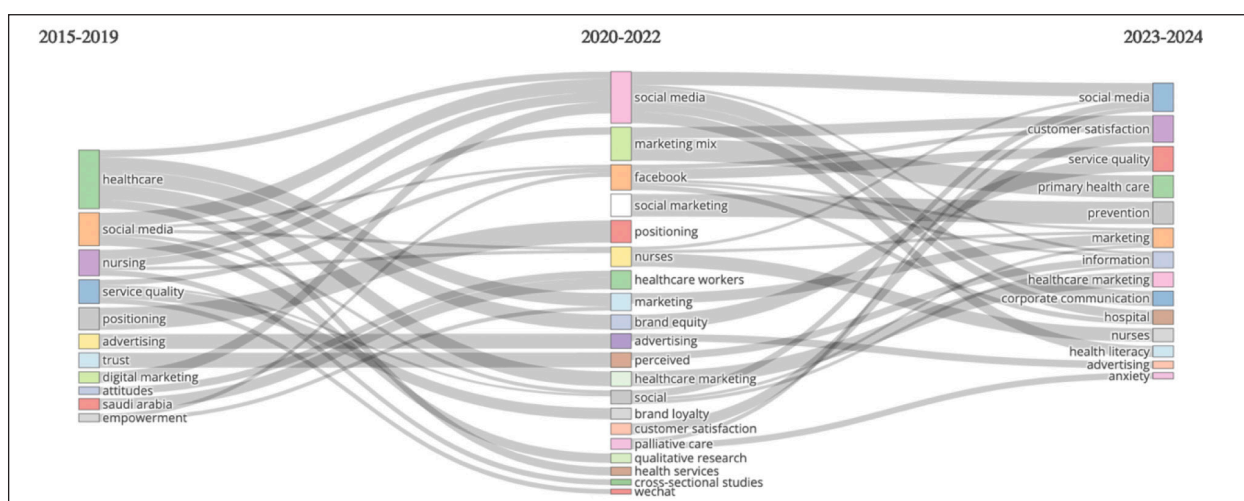 2015-2019
2020-2022
2023-2024
healthcare
social media
nursing
service quality
positioning
advertising
trust
digital marketing
attitudes
saudi arabia
empowerment
social media
marketing mix
facebook
social marketing
positioning
nurses
healthcare workers
marketing
brand equity
advertising
perceived
healthcare marketing
social
brand loyalty
customer satisfaction
palliative care
qualitative research
health services
cross-sectional studies
wechat
social media
customer satisfaction
service quality
primary health care
prevention
marketing
information
healthcare marketing
corporate communication
hospital
nurses
health literacy
advertising
anxiety